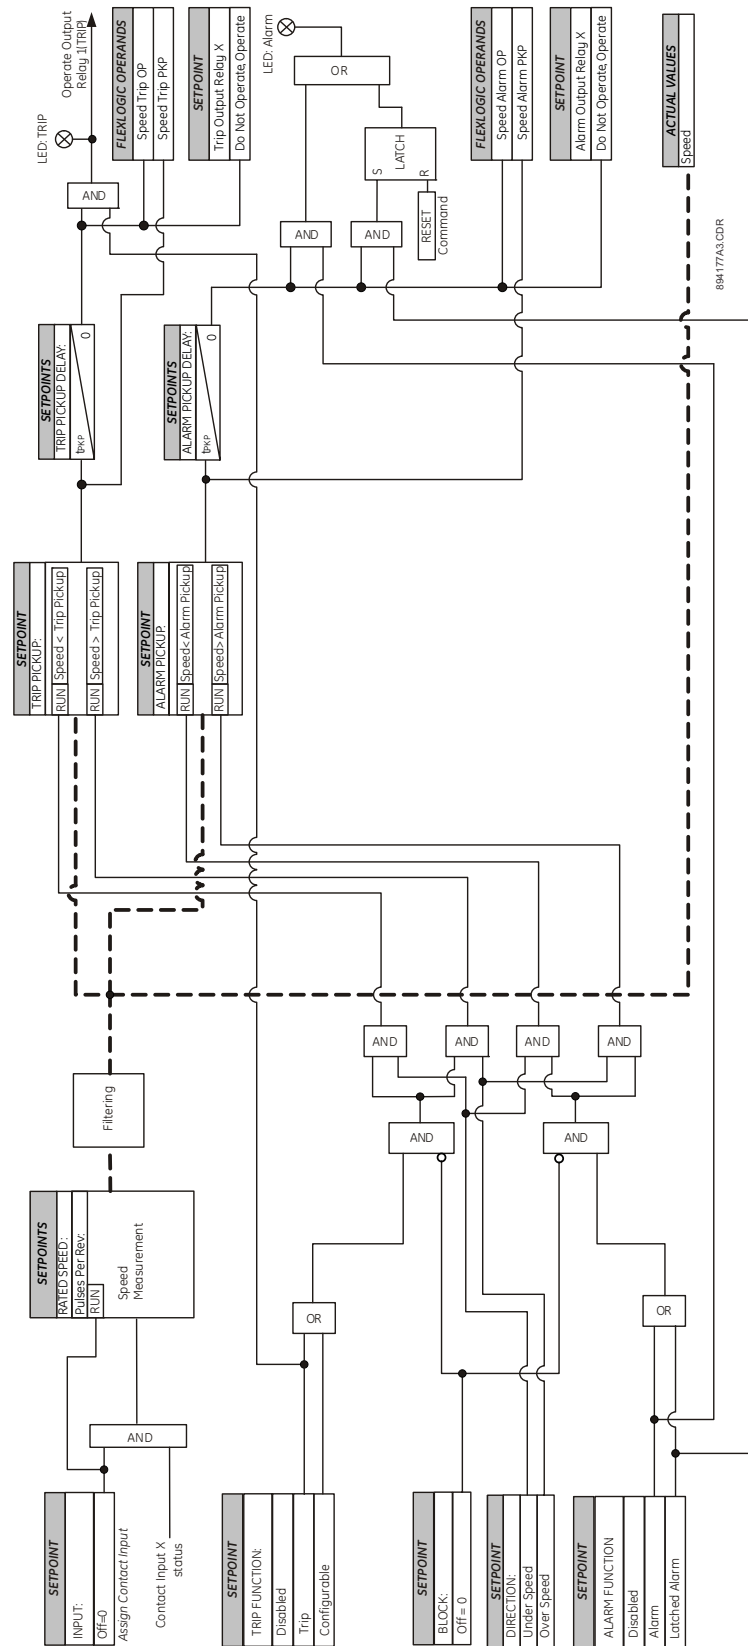 Operate Output
Relay 1(TRIP)
LED: TRIP
AND
FLEXLOGIC OPERANDS
Speed Trip OP
Speed Trip PKP
SETPOINT
Trip Output Relay X
Do Not Operate, Operate
LED: Alarm
OR
LATCH
S
R
RESET
Command
AND
AND
FLEXLOGIC OPERANDS
Speed Alarm OP
Speed Alarm PKP
SETPOINT
Alarm Output Relay X
Do Not Operate, Operate
ACTUAL VALUES
Speed
894177A3.CDR
SETPOINTS
TRIP PICKUP DELAY:
tPKP
0
SETPOINTS
ALARM PICKUP DELAY:
tPKP
0
SETPOINT
TRIP PICKUP:
RUN Speed < Trip Pickup
RUN Speed > Trip Pickup
SETPOINT
ALARM PICKUP:
RUN Speed< Alarm Pickup
RUN Speed> Alarm Pickup
Filtering
AND
AND
AND
AND
AND
AND
SETPOINTS
RATED SPEED:
Pulses Per Rev:
RUN
Speed
Measurement
OR
OR
AND
SETPOINT
INPUT:
Off=0
Assign Contact Input
Contact Input X
status
SETPOINT
TRIP FUNCTION:
Disabled
Trip
Configurable
SETPOINT
BLOCK:
Off = 0
SETPOINT
DIRECTION:
Under Speed
Over Speed
SETPOINT
ALARM FUNCTION
Disabled
Alarm
Latched Alarm